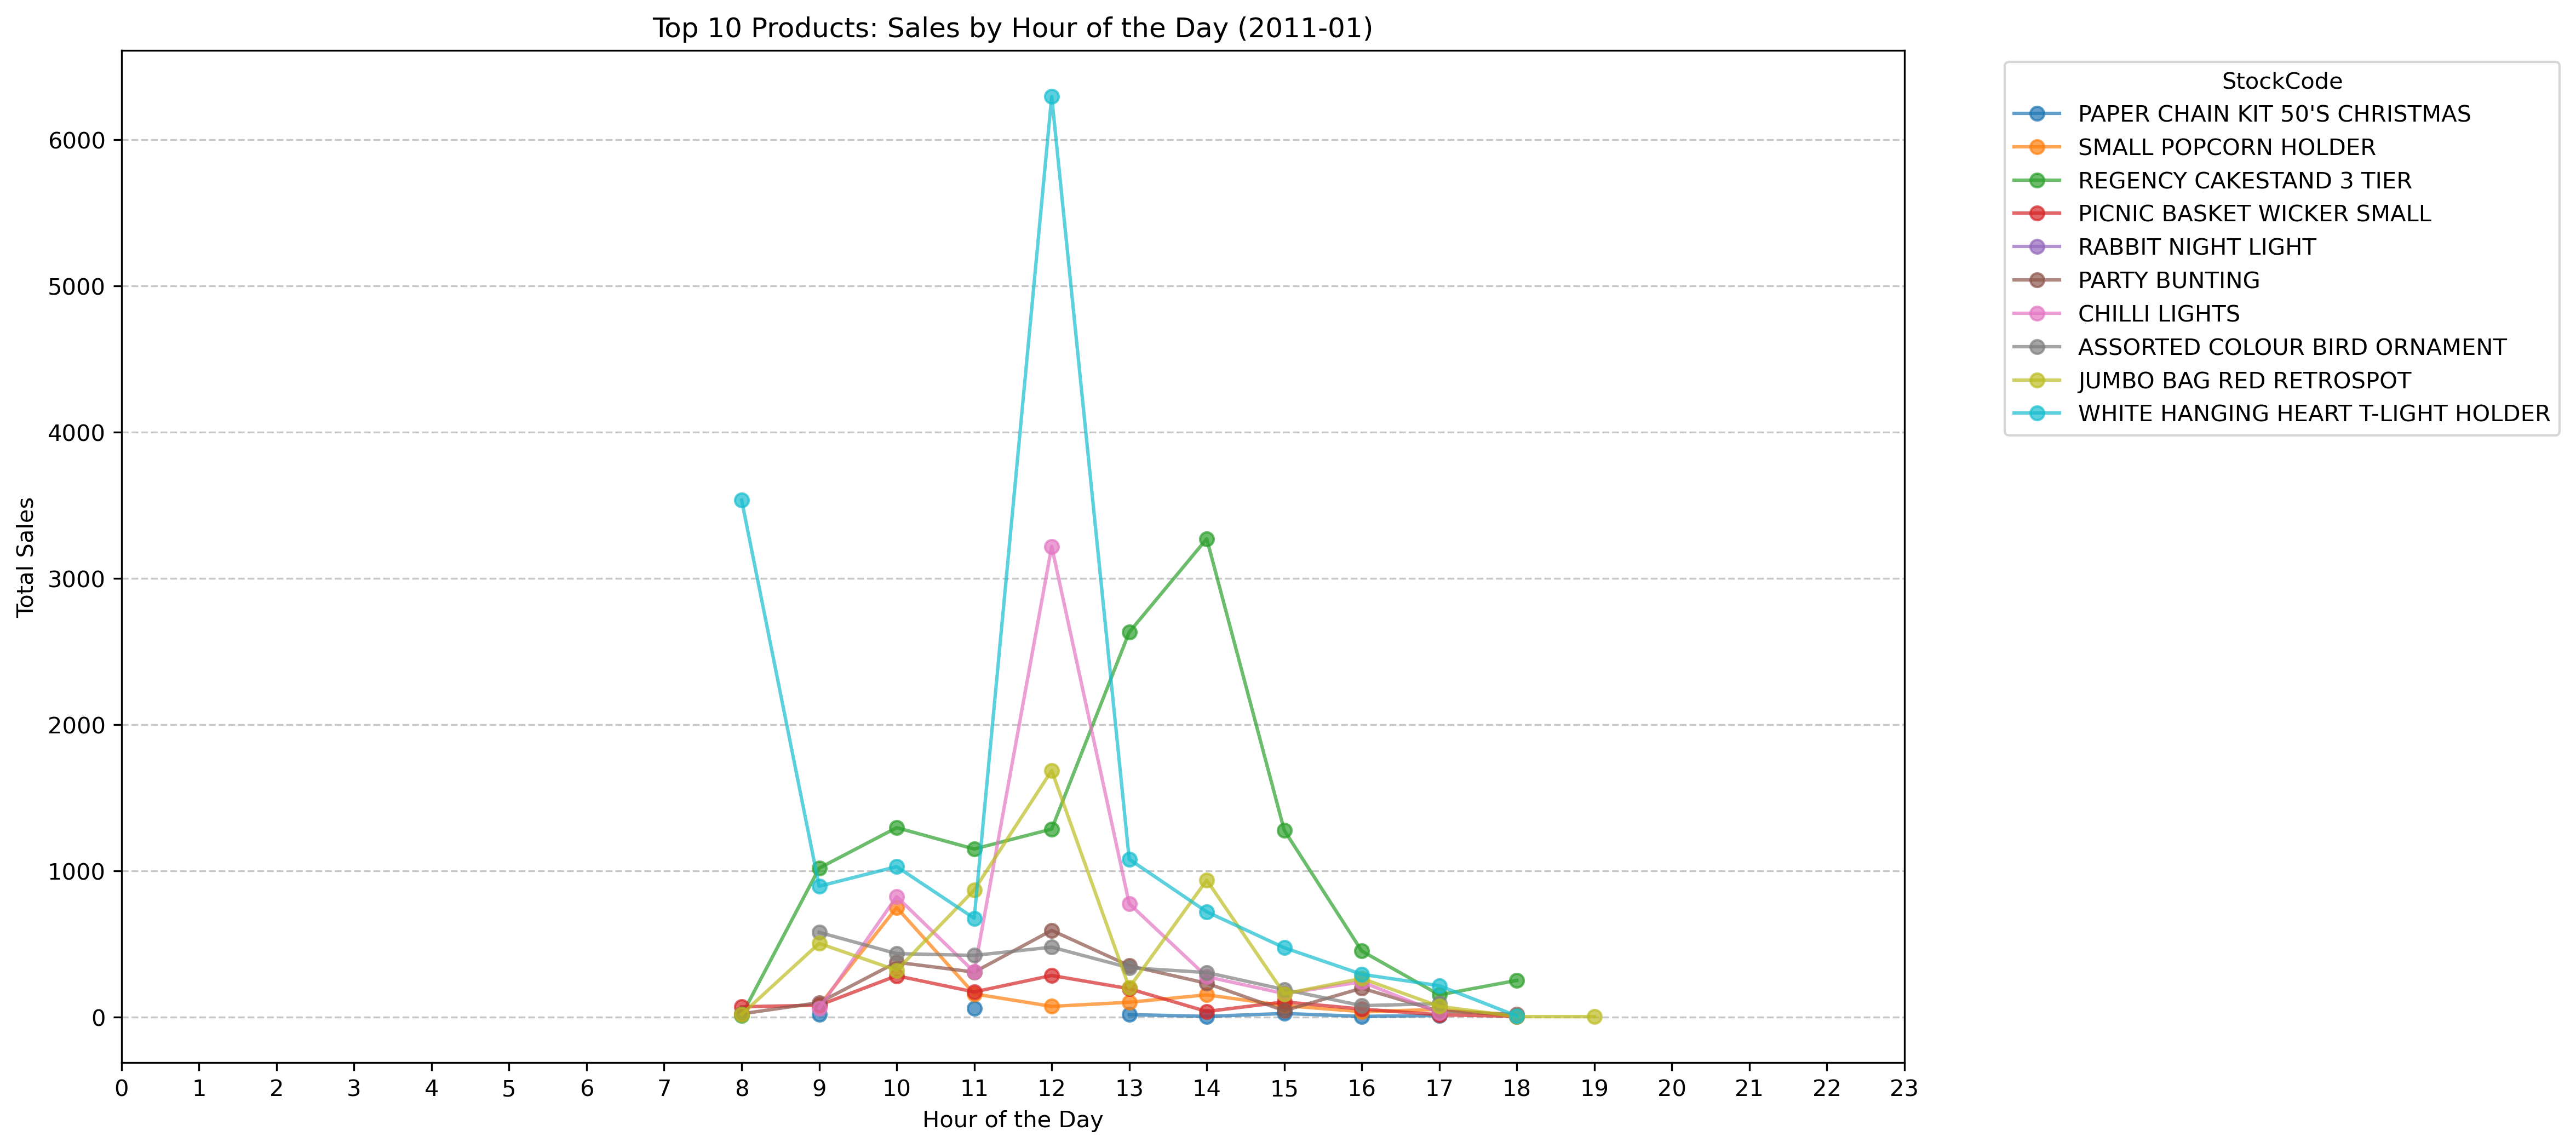 Top 10 Products: Sales by Hour of the Day (2011-01)
StockCode
PAPER CHAIN KIT 50'S CHRISTMAS
SMALL POPCORN HOLDER
REGENCY CAKESTAND 3 TIER
PICNIC BASKET WICKER SMALL
RABBIT NIGHT LIGHT
PARTY BUNTING
CHILLI LIGHTS
ASSORTED COLOUR BIRD ORNAMENT
JUMBO BAG RED RETROSPOT
WHITE HANGING HEART T-LIGHT HOLDER
Total Sales
6000
5000
4000
3000
2000
1000
0
0 1 2 3 4 5 6 7 8 9 10 11 12 13 14 15 16 17 18 19 20 21 22 23
Hour of the Day